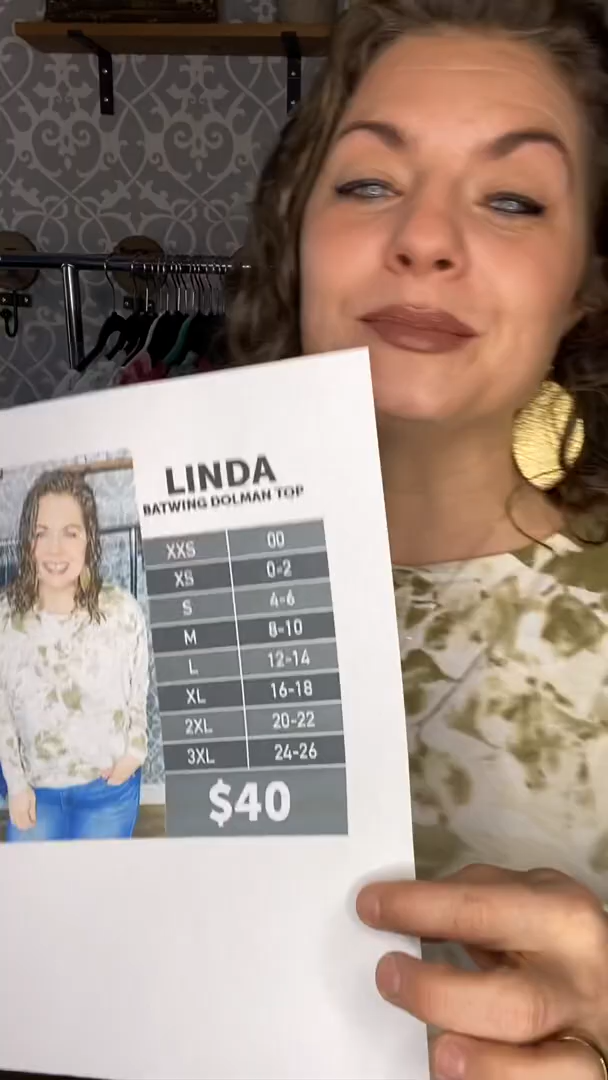 LINDA
BATWING DOLMAN TOP
XXS 00
XS 0-2
S 4-6
M 8-10
L 12-14
XL 16-18
2XL 20-22
3XL 24-26
$40